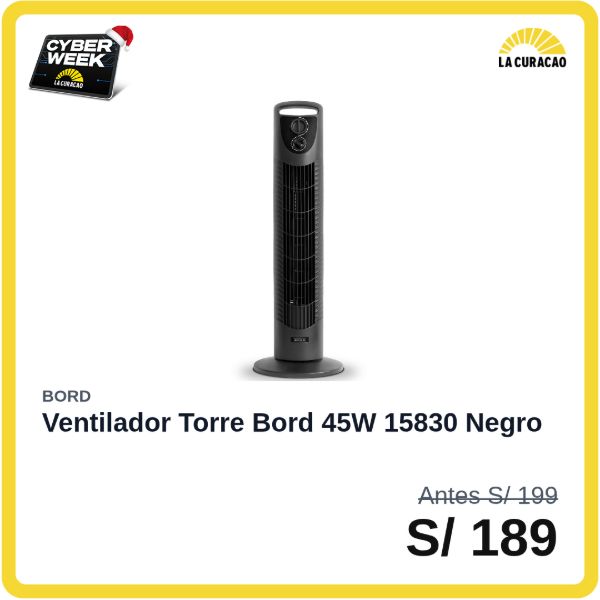 CYBER
WEEK
LA CURACAO
LA CURACAO
BORD
Ventilador Torre Bord 45W 15830 Negro
Antes S/ 199
S/ 189